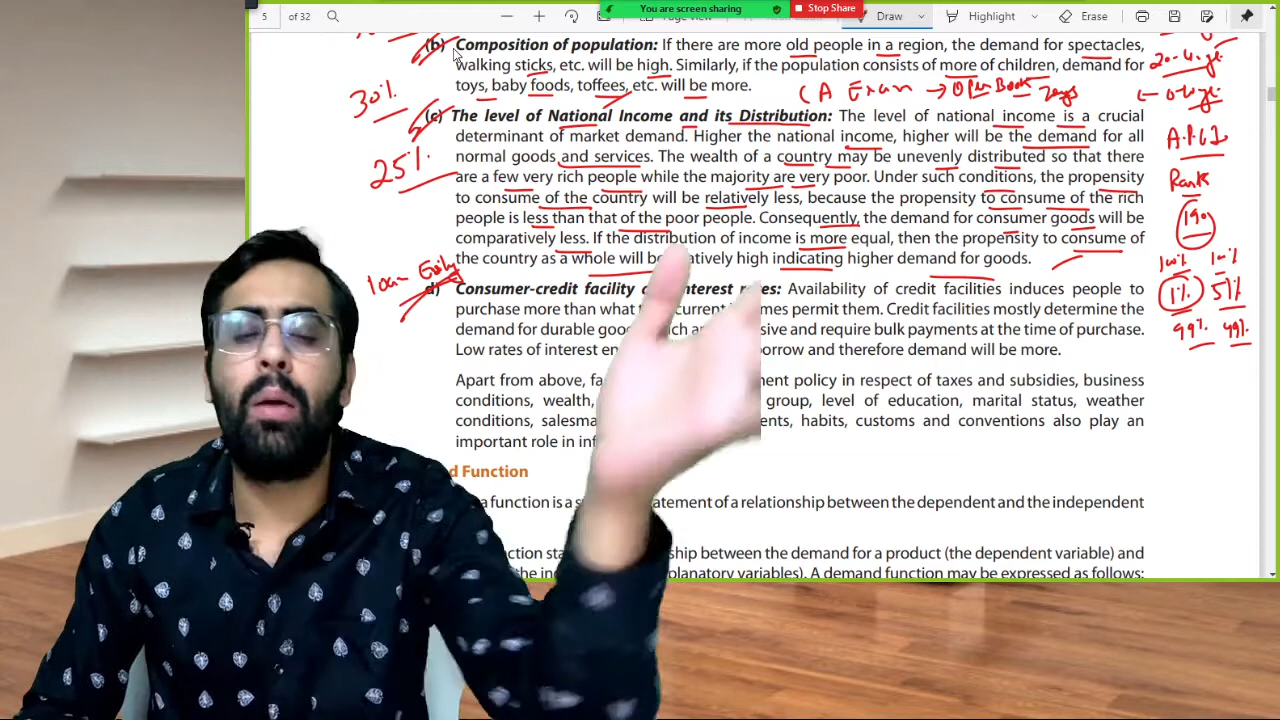 5 of 32
You are screen sharing
Stop Share
Page view
Draw
Highlight
Erase
(b) Composition of population: If there are more old people in a region, the demand for spectacles,
walking sticks, etc. will be high. Similarly, if the population consists of more of children, demand for
toys, baby foods, toffees, etc. will be more.
CA Exam → Open Book
30%
(c) The level of National Income and its Distribution: The level of national income is a crucial
determinant of market demand. Higher the national income, higher will be the demand for all
normal goods and services. The wealth of a country may be unevenly distributed so that there
are a few very rich people while the majority are very poor. Under such conditions, the propensity
to consume of the country will be relatively less, because the propensity to consume of the rich
people is less than that of the poor people. Consequently, the demand for consumer goods will be
comparatively less. If the distribution of income is more equal, then the propensity to consume of
the country as a whole will be relatively high indicating higher demand for goods.
25%
Rank
190
1% 51%
99% 49%
loan
d) Consumer-credit facility interest rates: Availability of credit facilities induces people to
purchase more than what current permit them. Credit facilities mostly determine the
demand for durable and require bulk payments at the time of purchase.
Low rates of interest borrow and therefore demand will be more.
Apart from above, policy in respect of taxes and subsidies, business
conditions, wealth, group, level of education, marital status, weather
conditions, habits, customs and conventions also play an
important role in
Function
a function is a statement of a relationship between the dependent and the independent
between the demand for a product (the dependent variable) and
variables). A demand function may be expressed as follows: